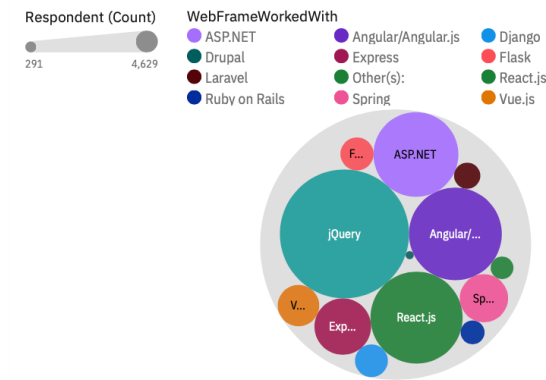 Respondent (Count)
291
4,629
WebFrameWorkedWith
ASP.NET
Angular/Angular.js
Django
Drupal
Express
Flask
Laravel
Other(s):
React.js
Ruby on Rails
Spring
Vue.js
F...
ASP.NET
jQuery
Angular/...
V...
Exp...
React.js
Sp...